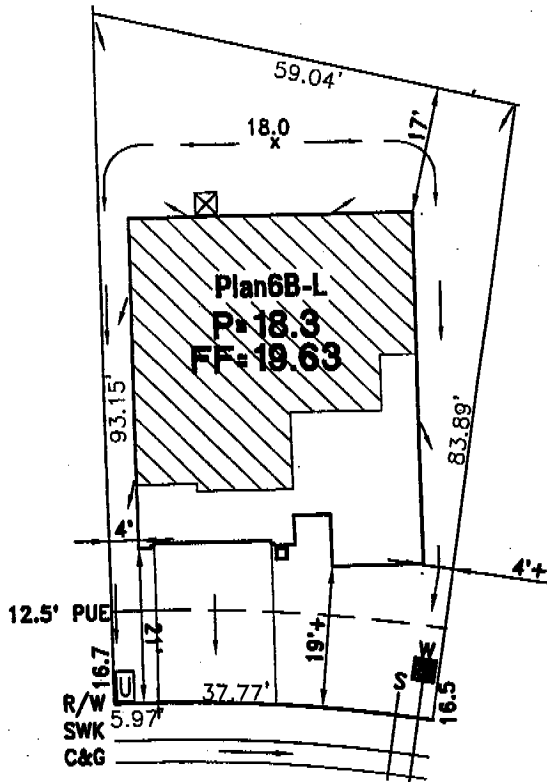 59.04'
18.0
17'
Plan6B-L
P=18.3
FF=19.63
93.15'
83.89'
4'
4'+
12.5' PUE
21'
19'+
16.7
U
W
S
16.5
R/W
37.77'
5.97'
SWK
C&G